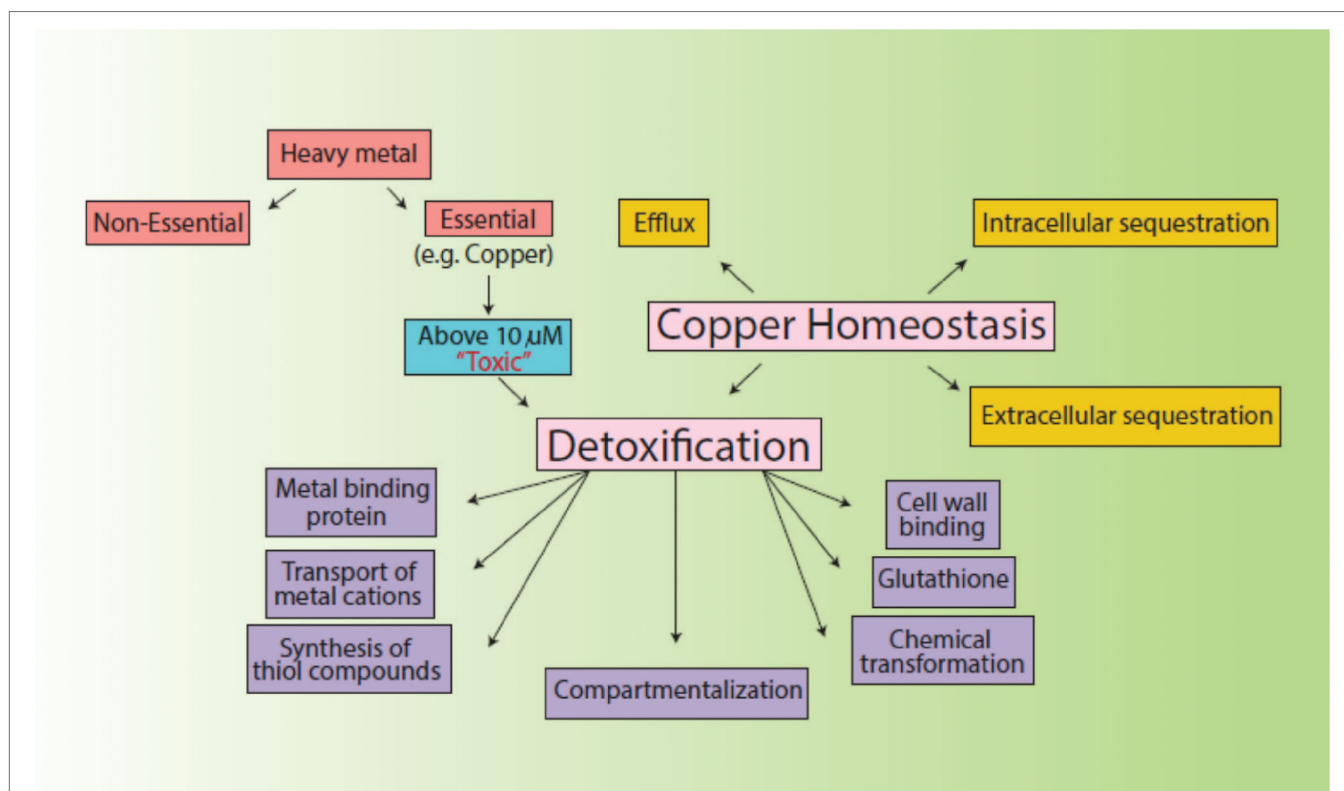 Heavy metal
Non-Essential
Essential
(e.g. Copper)
Above 10 µM
“Toxic”
Efflux
Intracellular sequestration
Copper Homeostasis
Extracellular sequestration
Detoxification
Metal binding
protein
Transport of
metal cations
Synthesis of
thiol compounds
Compartmentalization
Cell wall
binding
Glutathione
Chemical
transformation